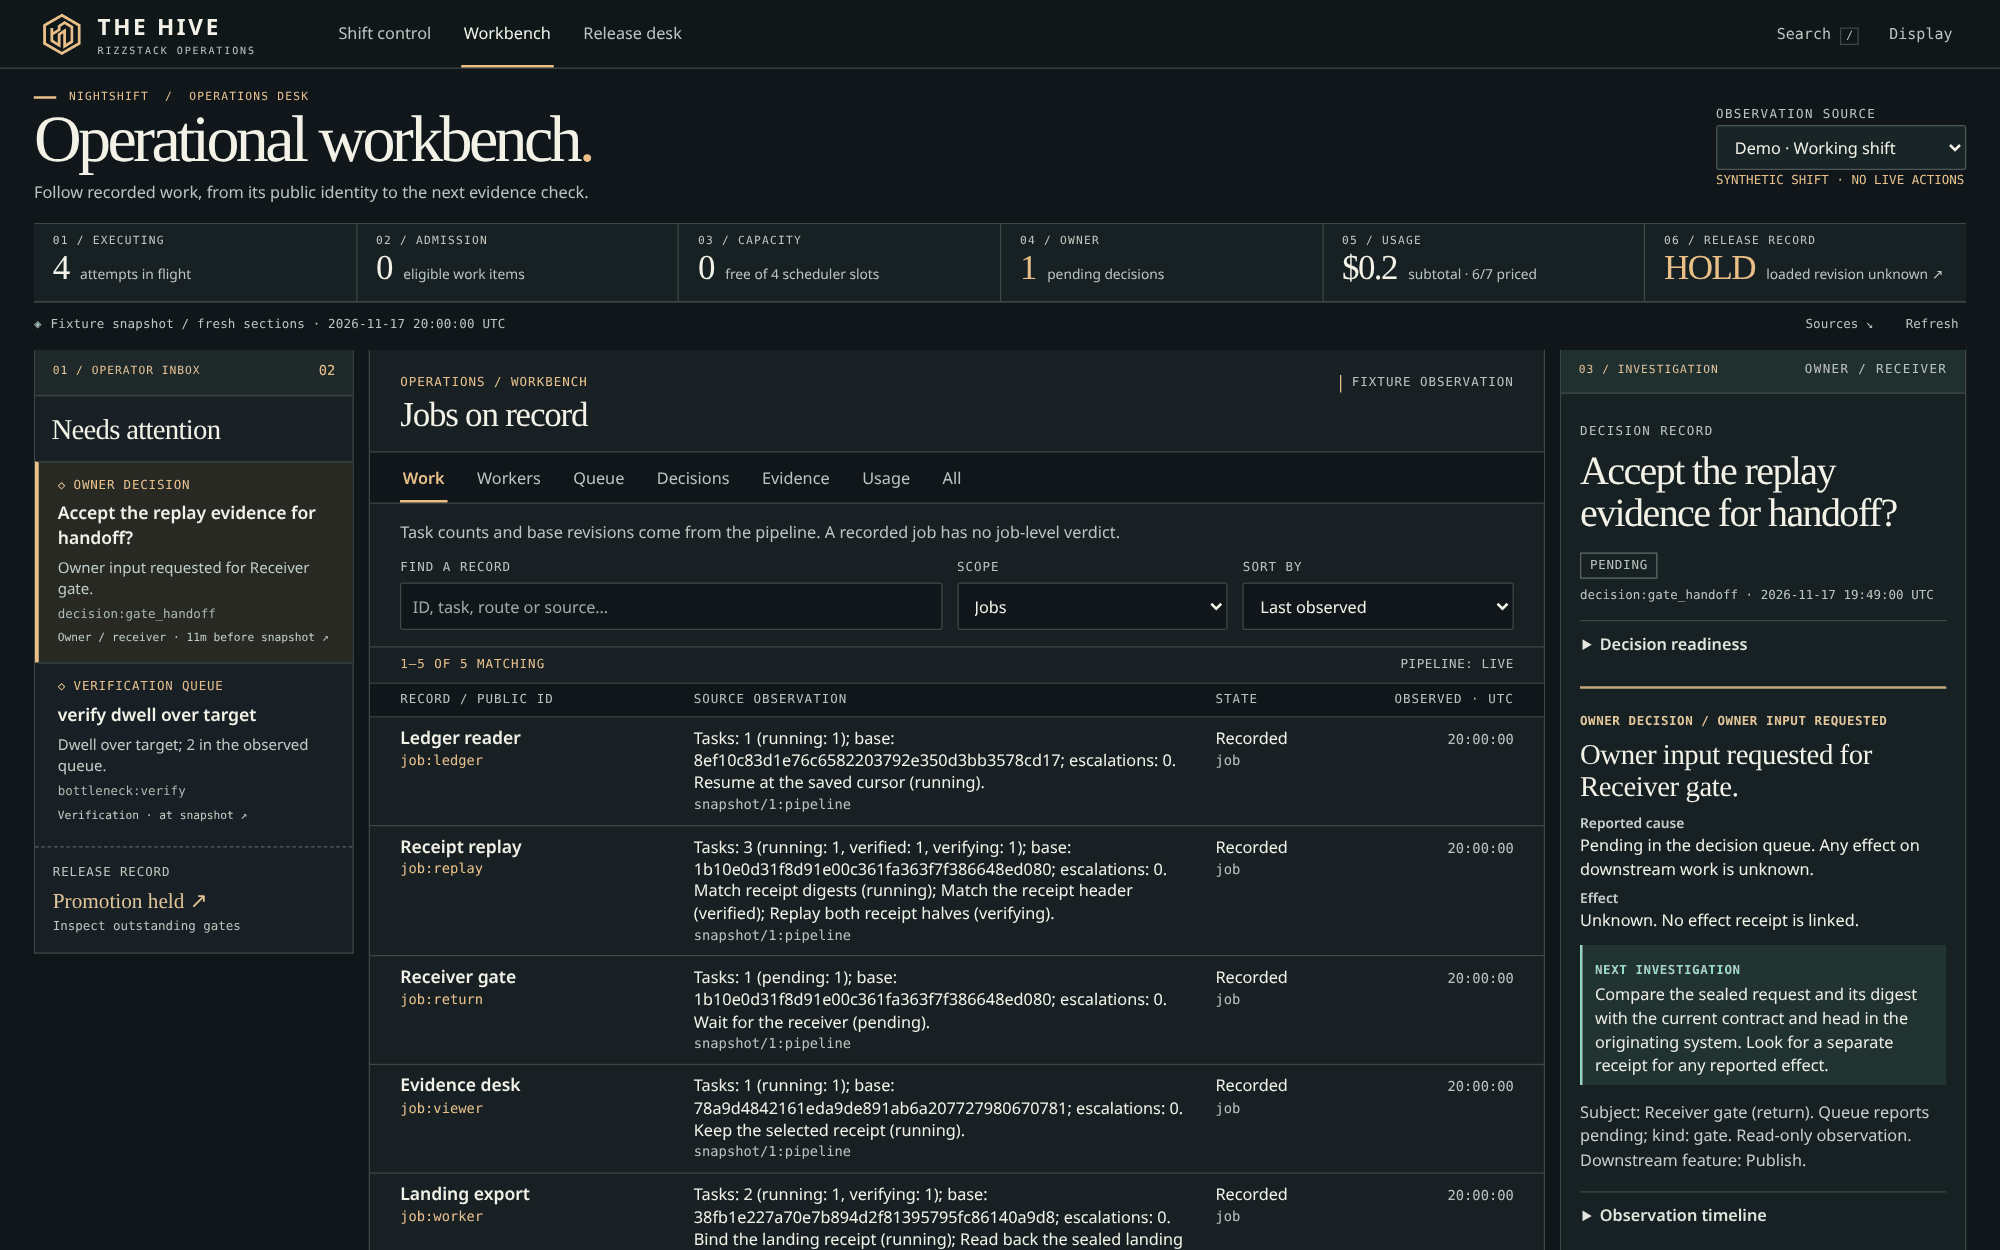 THE HIVE
RIZZSTACK OPERATIONS
Shift control
Workbench
Release desk
Search /
Display
NIGHTSHIFT / OPERATIONS DESK
Operational workbench.
Follow recorded work, from its public identity to the next evidence check.
OBSERVATION SOURCE
Demo · Working shift
SYNTHETIC SHIFT · NO LIVE ACTIONS
01 / EXECUTING
4 attempts in flight
02 / ADMISSION
0 eligible work items
03 / CAPACITY
0 free of 4 scheduler slots
04 / OWNER
1 pending decisions
05 / USAGE
$0.2 subtotal · 6/7 priced
06 / RELEASE RECORD
HOLD loaded revision unknown ↗
◈ Fixture snapshot / fresh sections · 2026-11-17 20:00:00 UTC
Sources ↘
Refresh
01 / OPERATOR INBOX 02
Needs attention
◇ OWNER DECISION
Accept the replay evidence for
handoff?
Owner input requested for Receiver
gate.
decision:gate_handoff
Owner / receiver · 11m before snapshot ↗
◇ VERIFICATION QUEUE
verify dwell over target
Dwell over target; 2 in the observed
queue.
bottleneck:verify
Verification · at snapshot ↗
RELEASE RECORD
Promotion held ↗
Inspect outstanding gates
OPERATIONS / WORKBENCH
FIXTURE OBSERVATION
Jobs on record
Work
Workers
Queue
Decisions
Evidence
Usage
All
Task counts and base revisions come from the pipeline. A recorded job has no job-level verdict.
FIND A RECORD
SCOPE
SORT BY
ID, task, route or source…
Jobs
Last observed
1–5 OF 5 MATCHING
PIPELINE: LIVE
RECORD / PUBLIC ID
SOURCE OBSERVATION
STATE
OBSERVED · UTC
Ledger reader
job:ledger
Tasks: 1 (running: 1); base:
8ef10c83d1e76c6582203792e350d3bb3578cd17; escalations: 0.
Resume at the saved cursor (running).
snapshot/1:pipeline
Recorded
job
20:00:00
Receipt replay
job:replay
Tasks: 3 (running: 1, verified: 1, verifying: 1); base:
1b10e0d31f8d91e00c361fa363f7f386648ed080; escalations: 0.
Match receipt digests (running); Match the receipt header
(verified); Replay both receipt halves (verifying).
snapshot/1:pipeline
Recorded
job
20:00:00
Receiver gate
job:return
Tasks: 1 (pending: 1); base:
1b10e0d31f8d91e00c361fa363f7f386648ed080; escalations: 0.
Wait for the receiver (pending).
snapshot/1:pipeline
Recorded
job
20:00:00
Evidence desk
job:viewer
Tasks: 1 (running: 1); base:
78a9d4842161eda9de891ab6a207727980670781; escalations: 0.
Keep the selected receipt (running).
snapshot/1:pipeline
Recorded
job
20:00:00
Landing export
job:worker
Tasks: 2 (running: 1, verifying: 1); base:
38fb1e227a70e7b894d2f81395795fc86140a9d8; escalations: 0.
Bind the landing receipt (running); Read back the sealed landing
Recorded
job
20:00:00
03 / INVESTIGATION
OWNER / RECEIVER
DECISION RECORD
Accept the replay
evidence for handoff?
PENDING
decision:gate_handoff · 2026-11-17 19:49:00 UTC
▶ Decision readiness
OWNER DECISION / OWNER INPUT REQUESTED
Owner input requested for
Receiver gate.
Reported cause
Pending in the decision queue. Any effect on
downstream work is unknown.
Effect
Unknown. No effect receipt is linked.
NEXT INVESTIGATION
Compare the sealed request and its digest
with the current contract and head in the
originating system. Look for a separate
receipt for any reported effect.
Subject: Receiver gate (return). Queue reports
pending; kind: gate. Read-only observation.
Downstream feature: Publish.
▶ Observation timeline